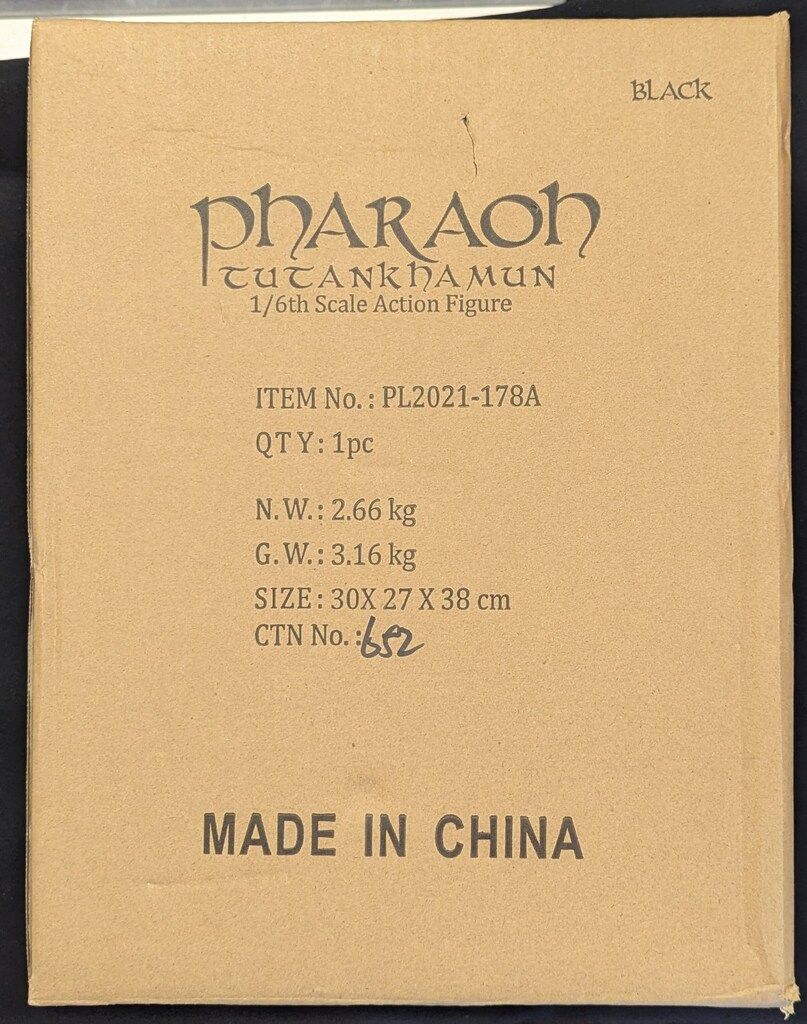 BLACK
PHARAOH
TUTANKHAMUN
1/6th Scale Action Figure
ITEM No.: PL2021-178A
QTY: 1pc
N.W.: 2.66 kg
G.W.: 3.16 kg
SIZE: 30X 27 X 38 cm
CTN No.: 652
MADE IN CHINA